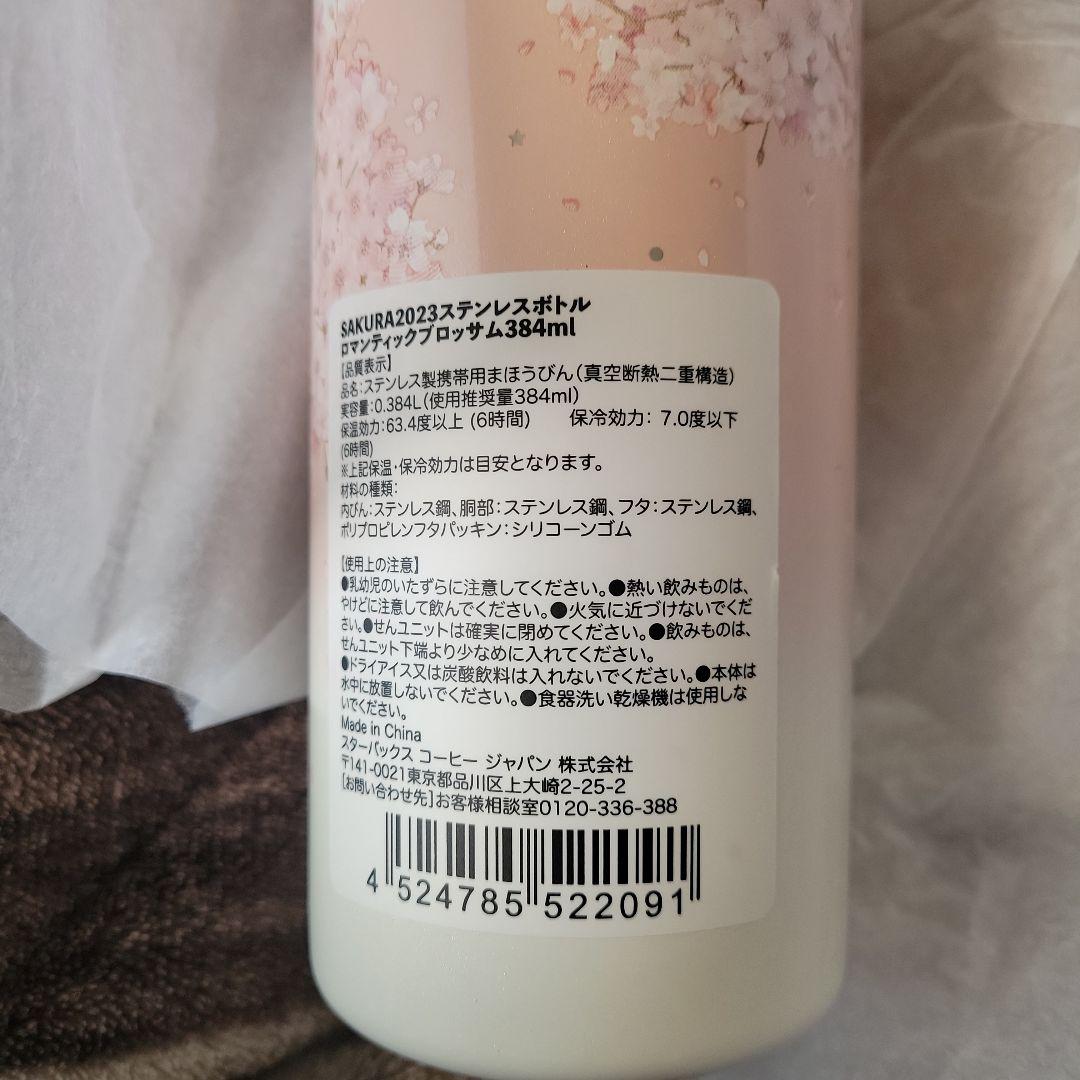 SAKURA2023ステンレスボトル
ロマンティックブロッサム384ml
【品質表示】
品名：ステンレス製携帯用まほうびん（真空断熱二重構造）
実容量：0.384L（使用推奨量384ml）
保温効力：63.4度以上 (6時間) 保冷効力： 7.0度以下
(6時間)
※上記保温・保冷効力は目安となります。
材料の種類：
内びん：ステンレス鋼、胴部：ステンレス鋼、フタ：ステンレス鋼、
ポリプロピレンフタパッキン：シリコーンゴム
【使用上の注意】
●乳幼児のいたずらに注意してください。●熱い飲みものは、
やけどに注意して飲んでください。●火気に近づけないでくだ
さい。●せんユニットは確実に閉めてください。●飲みものは、
せんユニット下端より少なめに入れてください。
●ドライアイス又は炭酸飲料は入れないでください。●本体は
水中に放置しないでください。●食器洗い乾燥機は使用しな
いでください。
Made in China
スターバックス コーヒー ジャパン 株式会社
〒141-0021東京都品川区上大崎2-25-2
[お問い合わせ先]お客様相談室0120-336-388
4 524785 522091